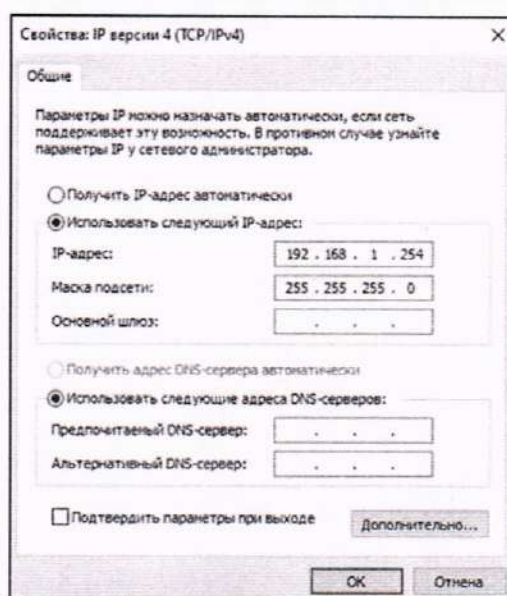 Свойства: IP версии 4 (TCP/IPv4)
Общие
Параметры IP можно назначать автоматически, если сеть
поддерживает эту возможность. В противном случае узнайте
параметры IP у сетевого администратора.
Получить IP-адрес автоматически
Использовать следующий IP-адрес:
IP-адрес: 192 . 168 . 1 . 254
Маска подсети: 255 . 255 . 255 . 0
Основной шлюз: . . .
Получить адрес DNS-сервера автоматически
Использовать следующие адреса DNS-серверов:
Предпочитаемый DNS-сервер: . . .
Альтернативный DNS-сервер: . . .
Подтвердить параметры при выходе
Дополнительно...
ОК Отмена